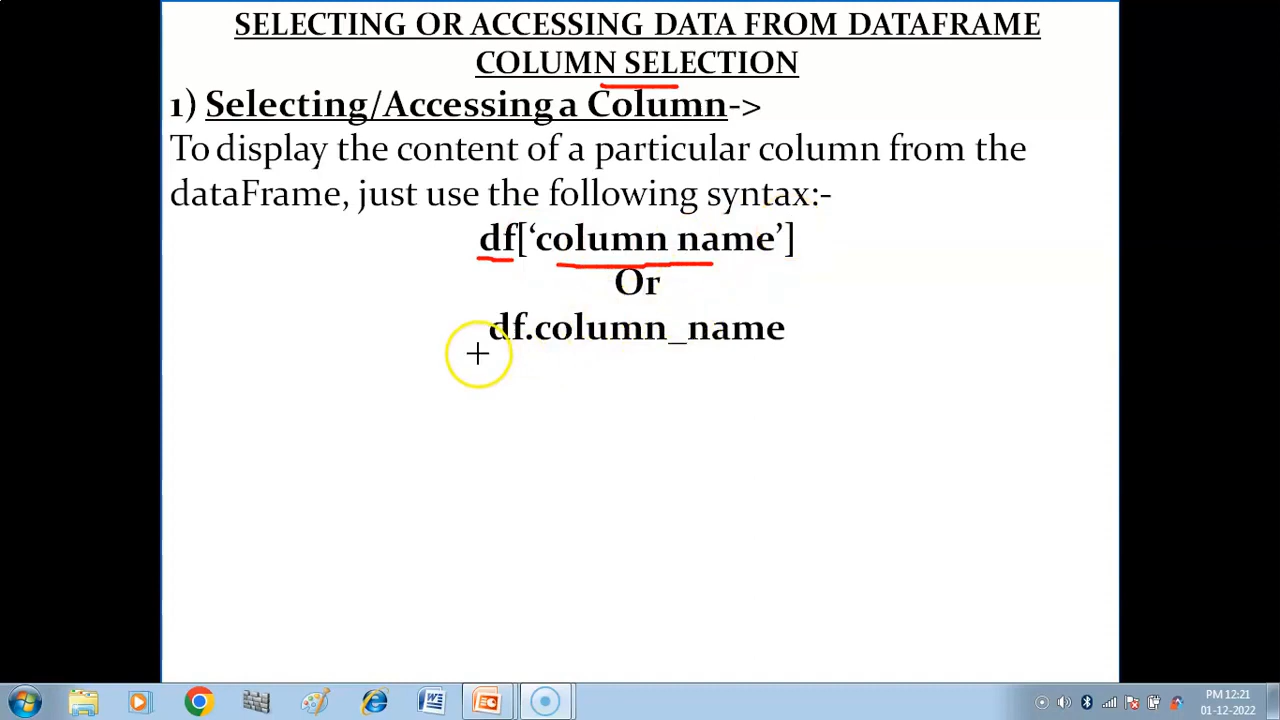 SELECTING OR ACCESSING DATA FROM DATAFRAME
COLUMN SELECTION
1) Selecting/Accessing a Column->
To display the content of a particular column from the
dataFrame, just use the following syntax:-
df[‘column name’]
Or
df.column_name
PM 12:21
01-12-2022